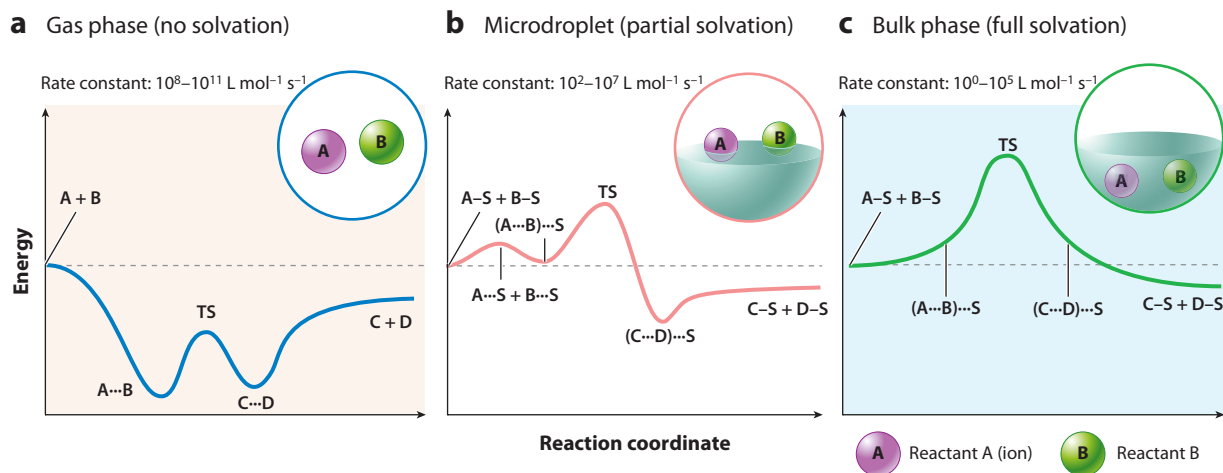 a Gas phase (no solvation)
Rate constant: 10⁸–10¹¹ L mol⁻¹ s⁻¹
A
B
A + B
TS
A···B
C···D
C + D
Energy
b Microdroplet (partial solvation)
Rate constant: 10²–10⁷ L mol⁻¹ s⁻¹
A
B
A–S + B–S
TS
(A···B)···S
A···S + B···S
(C···D)···S
C–S + D–S
Reaction coordinate
c Bulk phase (full solvation)
Rate constant: 10⁰–10⁵ L mol⁻¹ s⁻¹
A
B
TS
A–S + B–S
(A···B)···S
(C···D)···S
C–S + D–S
A Reactant A (ion)
B Reactant B